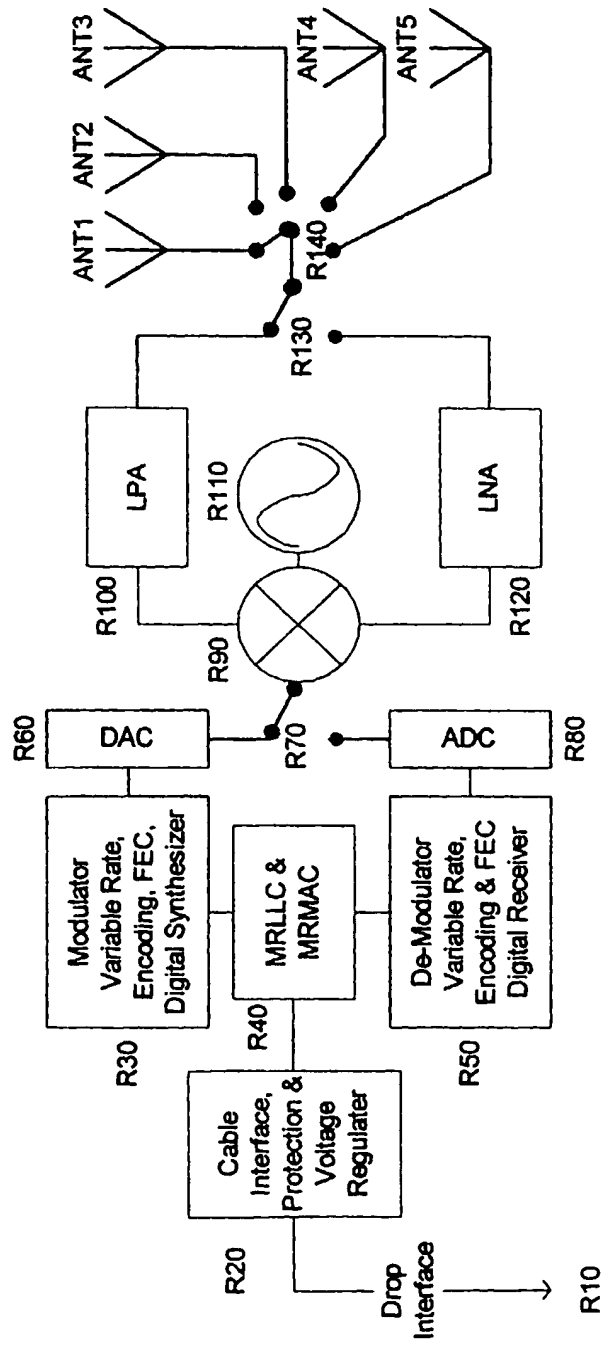 R10
Drop
Interface
R20
Cable
Interface,
Protection &
Voltage
Regulater
R30
Modulator
Variable Rate,
Encoding, FEC,
Digital Synthesizer
R40
MRLLC &
MRMAC
R50
De-Modulator
Variable Rate,
Encoding & FEC
Digital Receiver
R60
DAC
R70
ADC
R80
R90
R100
LPA
R110
R120
LNA
R130
R140
ANT1
ANT2
ANT3
ANT4
ANT5